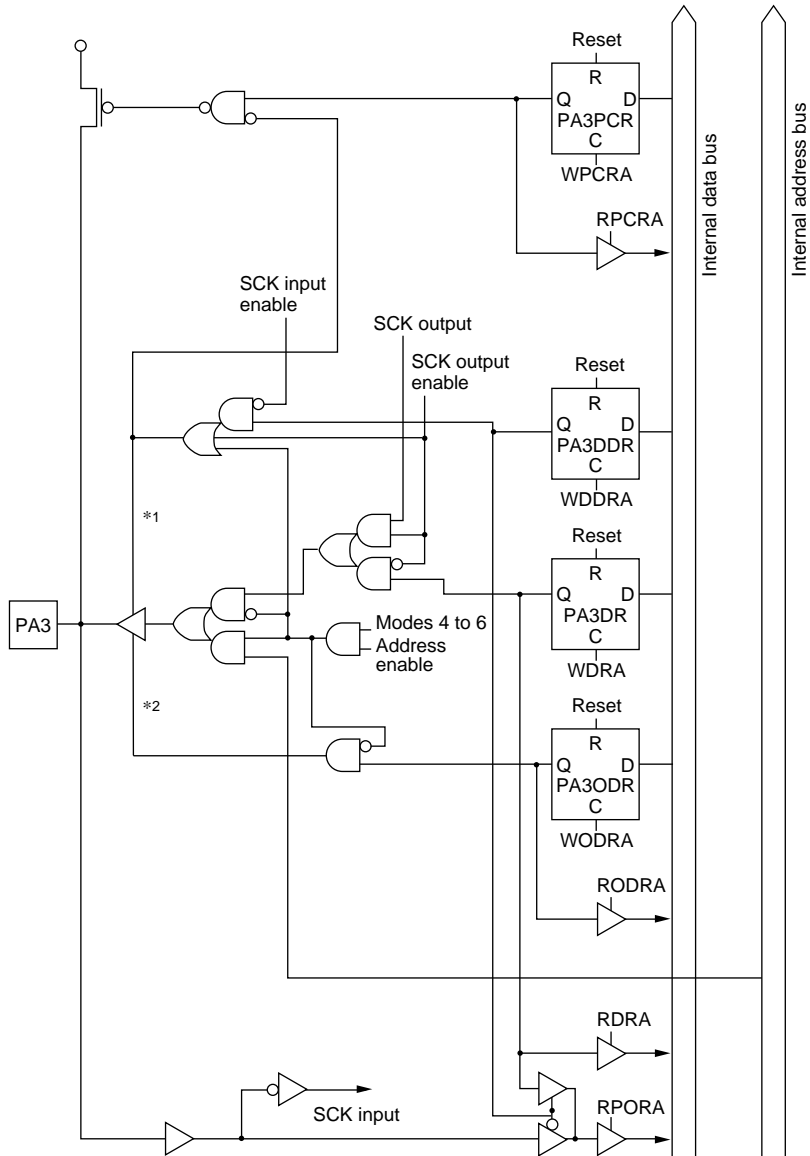 Reset
R
Q D
PA3PCR
C
WPCRA
RPCRA
Internal data bus
Internal address bus
SCK input
enable
SCK output
SCK output
enable
Reset
R
Q D
PA3DDR
C
WDDRA
*1
Reset
R
Q D
PA3DR
C
WDRA
PA3
Modes 4 to 6
Address
enable
*2
Reset
R
Q D
PA3ODR
C
WODRA
RODRA
RDRA
SCK input
RPORA